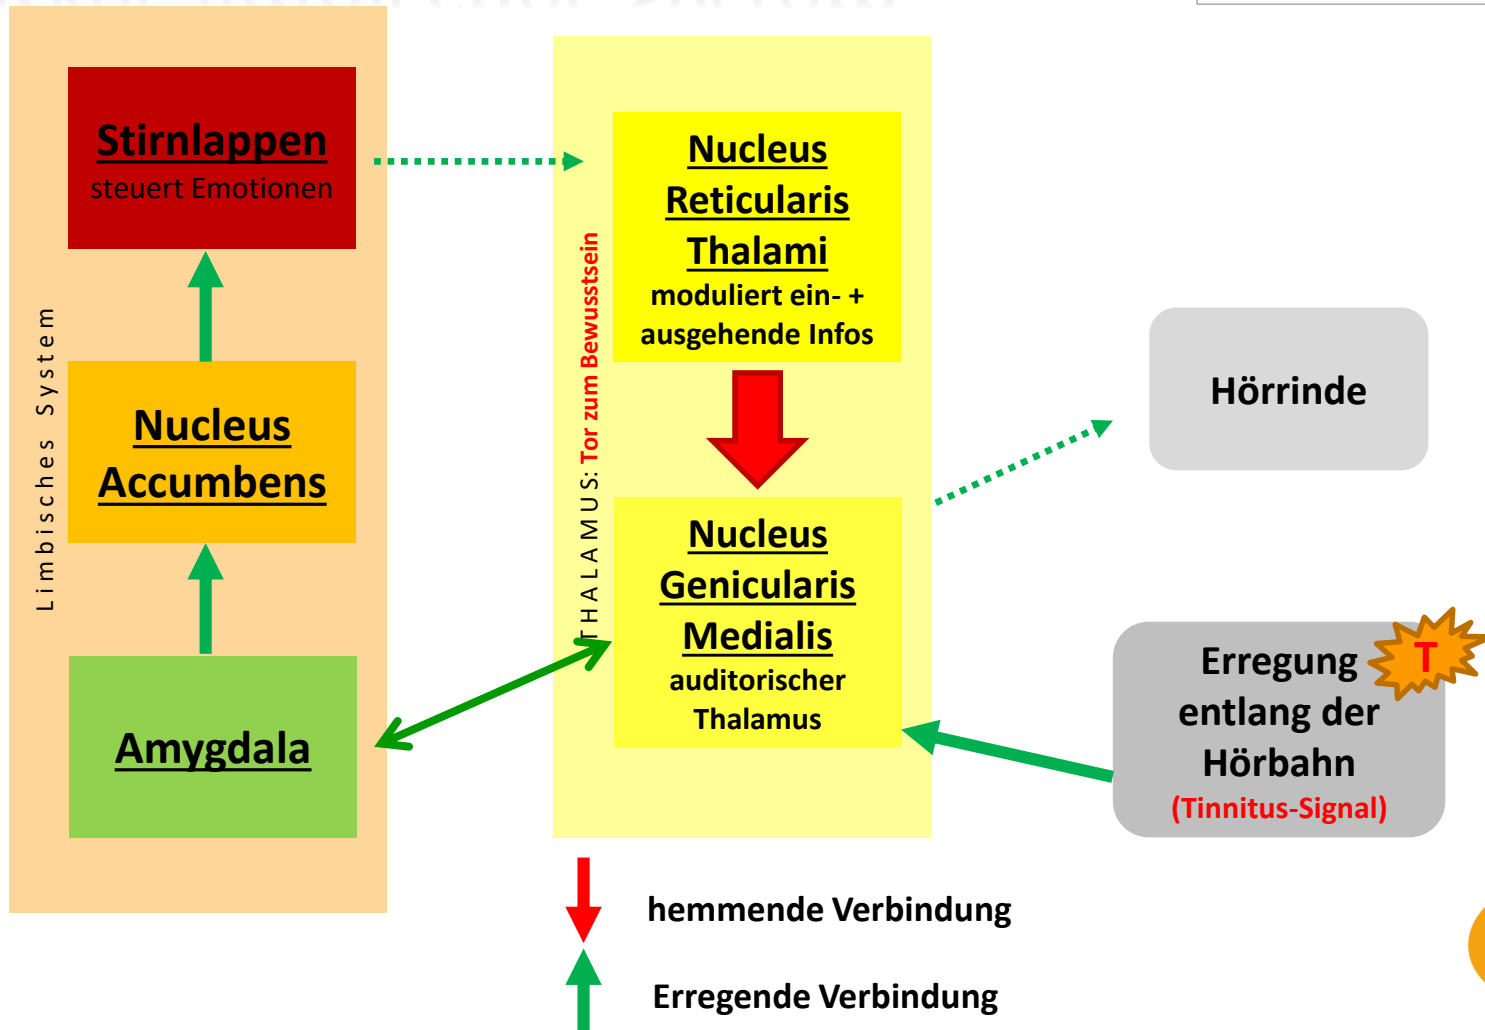 Limbisches System
Stirnlappen
steuert Emotionen
Nucleus
Accumbens
Amygdala
THALAMUS: Tor zum Bewusstsein
Nucleus
Reticularis
Thalami
moduliert ein- +
ausgehende Infos
Nucleus
Genicularis
Medialis
auditorischer
Thalamus
Hörrinde
T
Erregung
entlang der
Hörbahn
(Tinnitus-Signal)
hemmende Verbindung
Erregende Verbindung